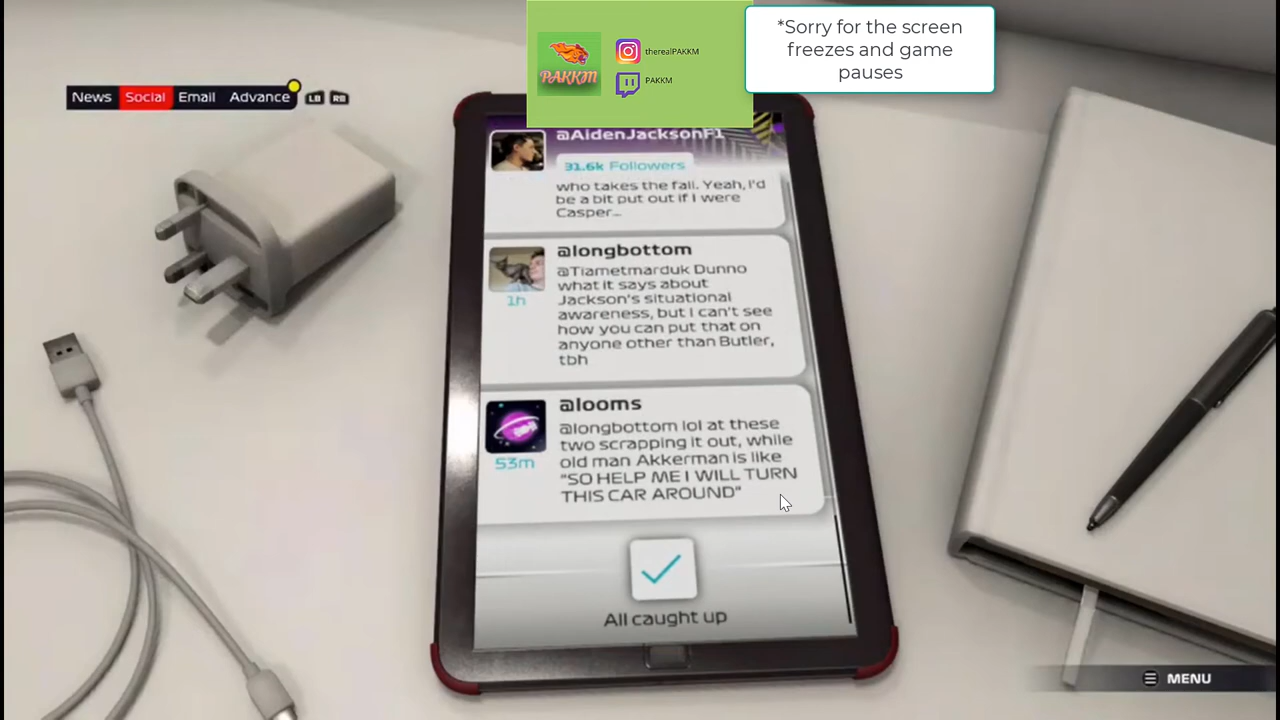 *Sorry for the screen
freezes and game
pauses
therealPAKKM
PAKKM
PAKKM
News Social Email Advance LB RB
@AidenJacksonF1
31.6k Followers
who takes the fall. Yeah, I'd
be a bit put out if I were
Casper...
@longbottom
1h
@Tiametmarduk Dunno
what it says about
Jackson's situational
awareness, but I can't see
how you can put that on
anyone other than Butler,
tbh
@looms
53m
@longbottom lol at these
two scrapping it out, while
old man Akkerman is like
"SO HELP ME I WILL TURN
THIS CAR AROUND"
All caught up
MENU